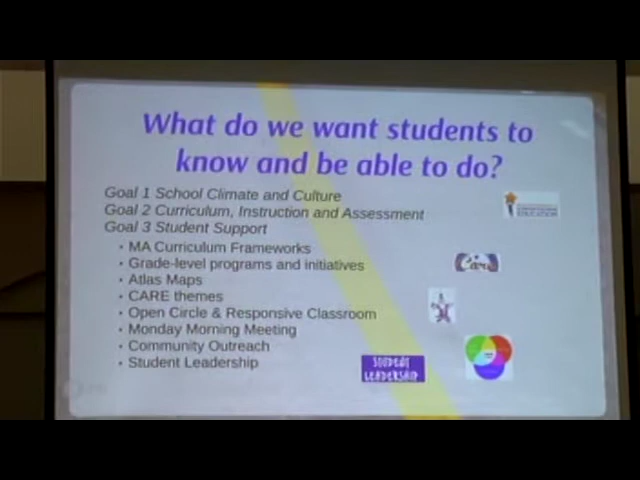 What do we want students to
know and be able to do?
Goal 1 School Climate and Culture
Goal 2 Curriculum, Instruction and Assessment
Goal 3 Student Support
• MA Curriculum Frameworks
• Grade-level programs and initiatives
• Atlas Maps
• CARE themes
• Open Circle & Responsive Classroom
• Monday Morning Meeting
• Community Outreach
• Student Leadership
EDUCATION
Care
STUDENT
LEADERSHIP